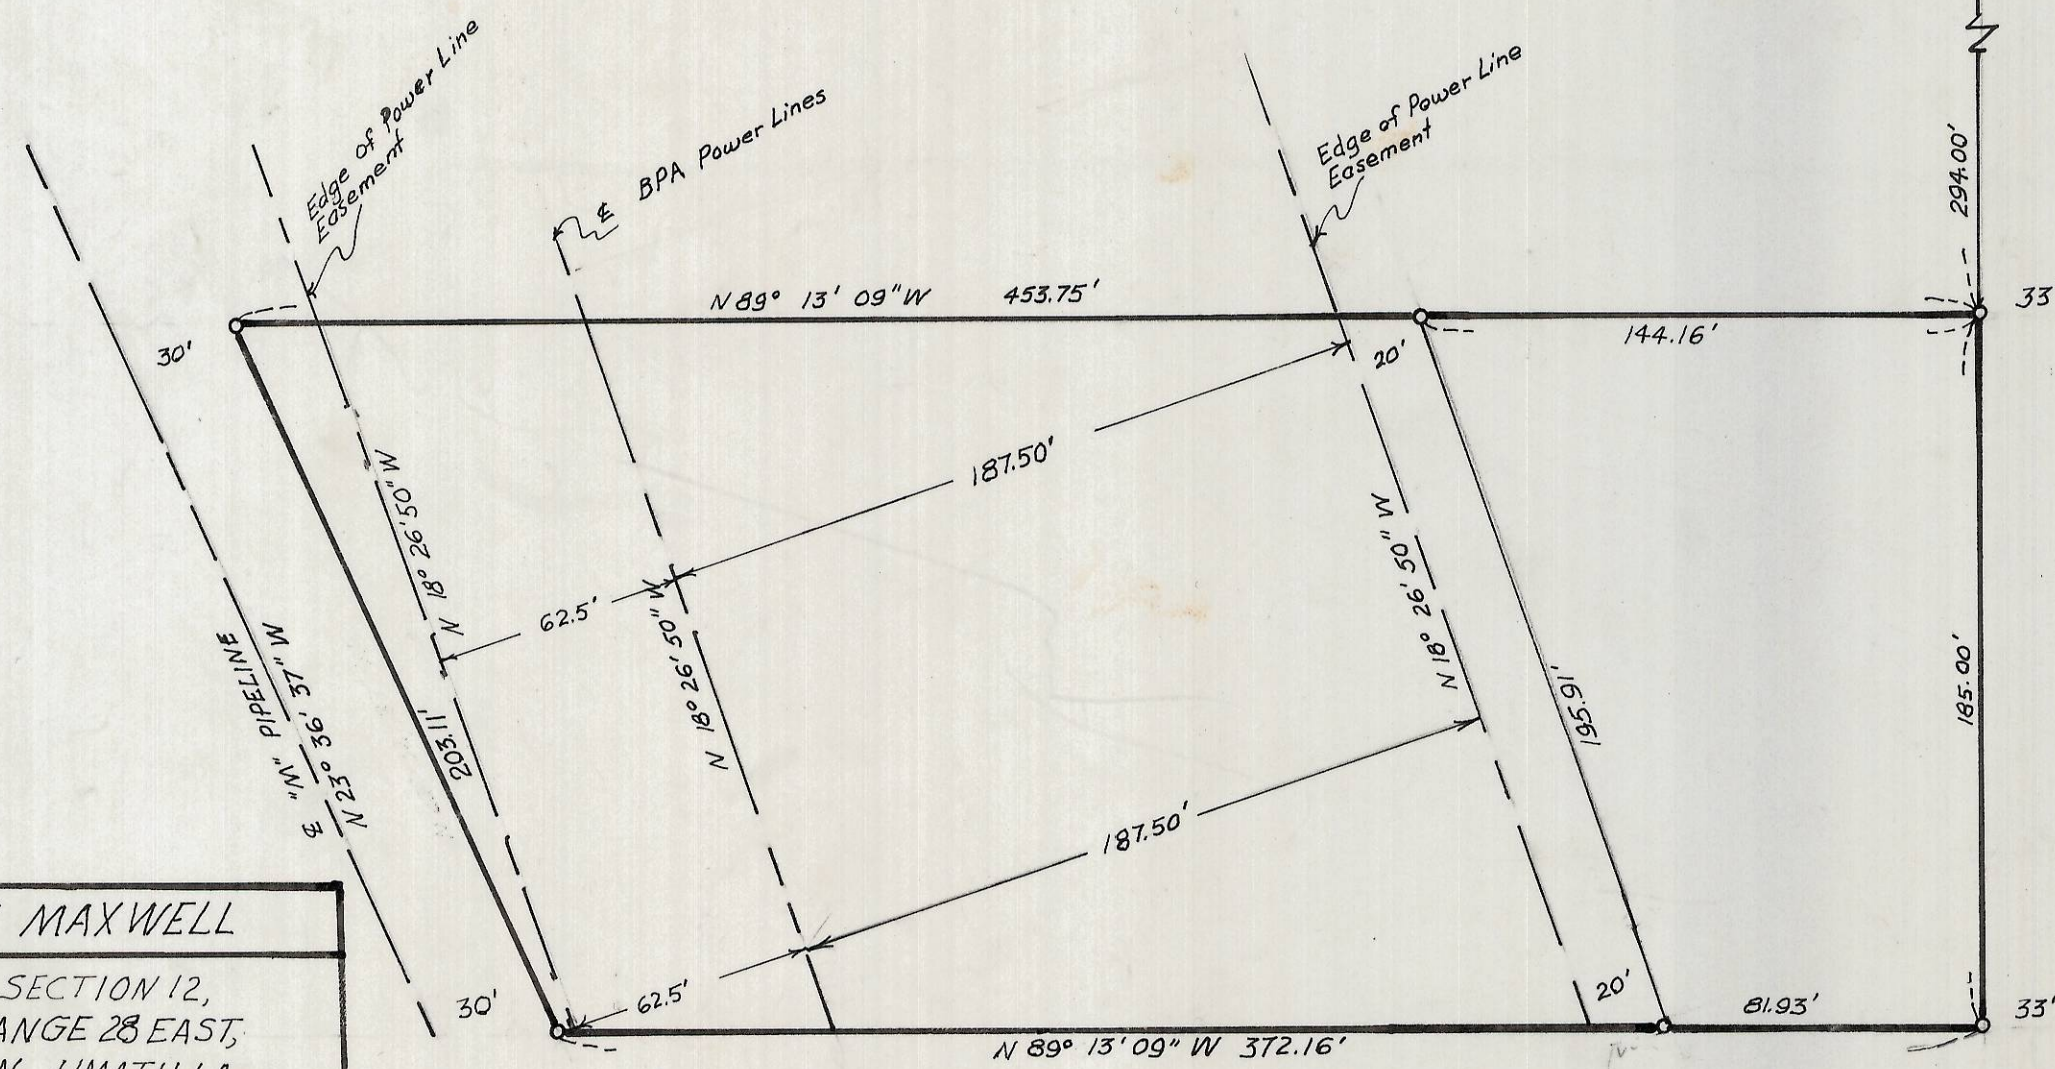 Edge of Power Line
Easement
℄ BPA Power Lines
Edge of Power Line
Easement
294.00'
N 89° 13' 09" W 453.75'
33
144.16'
30'
20'
187.50'
N 18° 26' 50" W
62.5'
N 18° 26' 50" W
N 18° 26' 50" W
195.91'
185.00'
℄ "M" PIPELINE
N 23° 36' 37" W
203.11'
187.50'
MAXWELL
SECTION 12,
RANGE 28 EAST,
UMATILLA
30'
62.5'
20'
81.93'
33'
N 89° 13' 09" W 372.16'